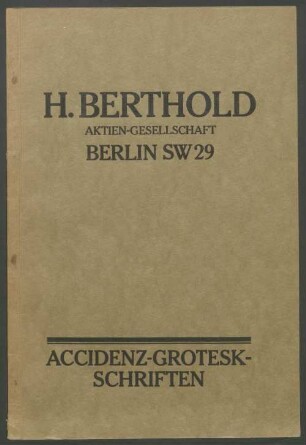 H. BERTHOLD
AKTIEN-GESELLSCHAFT
BERLIN SW 29
ACCIDENZ-GROTESK-
SCHRIFTEN